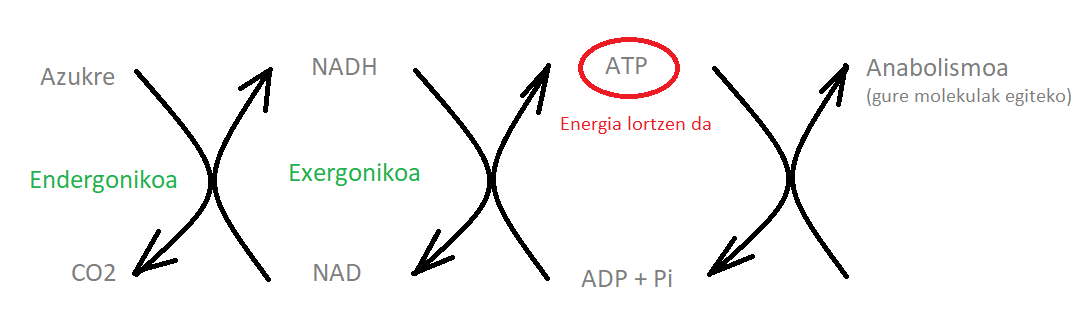 Azukre
NADH
ATP
Anabolismoa
(gure molekulak egiteko)
Energia lortzen da
Endergonikoa
Exergonikoa
CO2
NAD
ADP + Pi